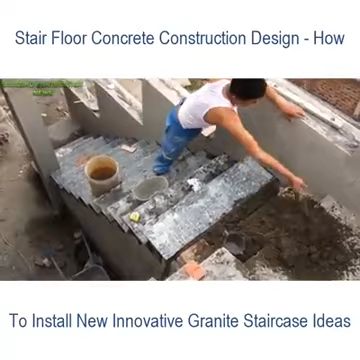 Stair Floor Concrete Construction Design - How
To Install New Innovative Granite Staircase Ideas